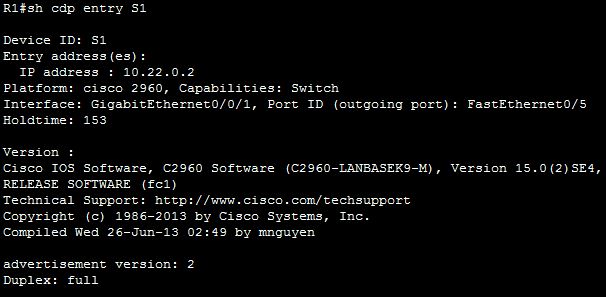 R1#sh cdp entry S1
Device ID: S1
Entry address(es):
IP address : 10.22.0.2
Platform: cisco 2960, Capabilities: Switch
Interface: GigabitEthernet0/0/1, Port ID (outgoing port): FastEthernet0/5
Holdtime: 153
Version :
Cisco IOS Software, C2960 Software (C2960-LANBASEK9-M), Version 15.0(2)SE4,
RELEASE SOFTWARE (fc1)
Technical Support: http://www.cisco.com/techsupport
Copyright (c) 1986-2013 by Cisco Systems, Inc.
Compiled Wed 26-Jun-13 02:49 by mnguyen
advertisement version: 2
Duplex: full